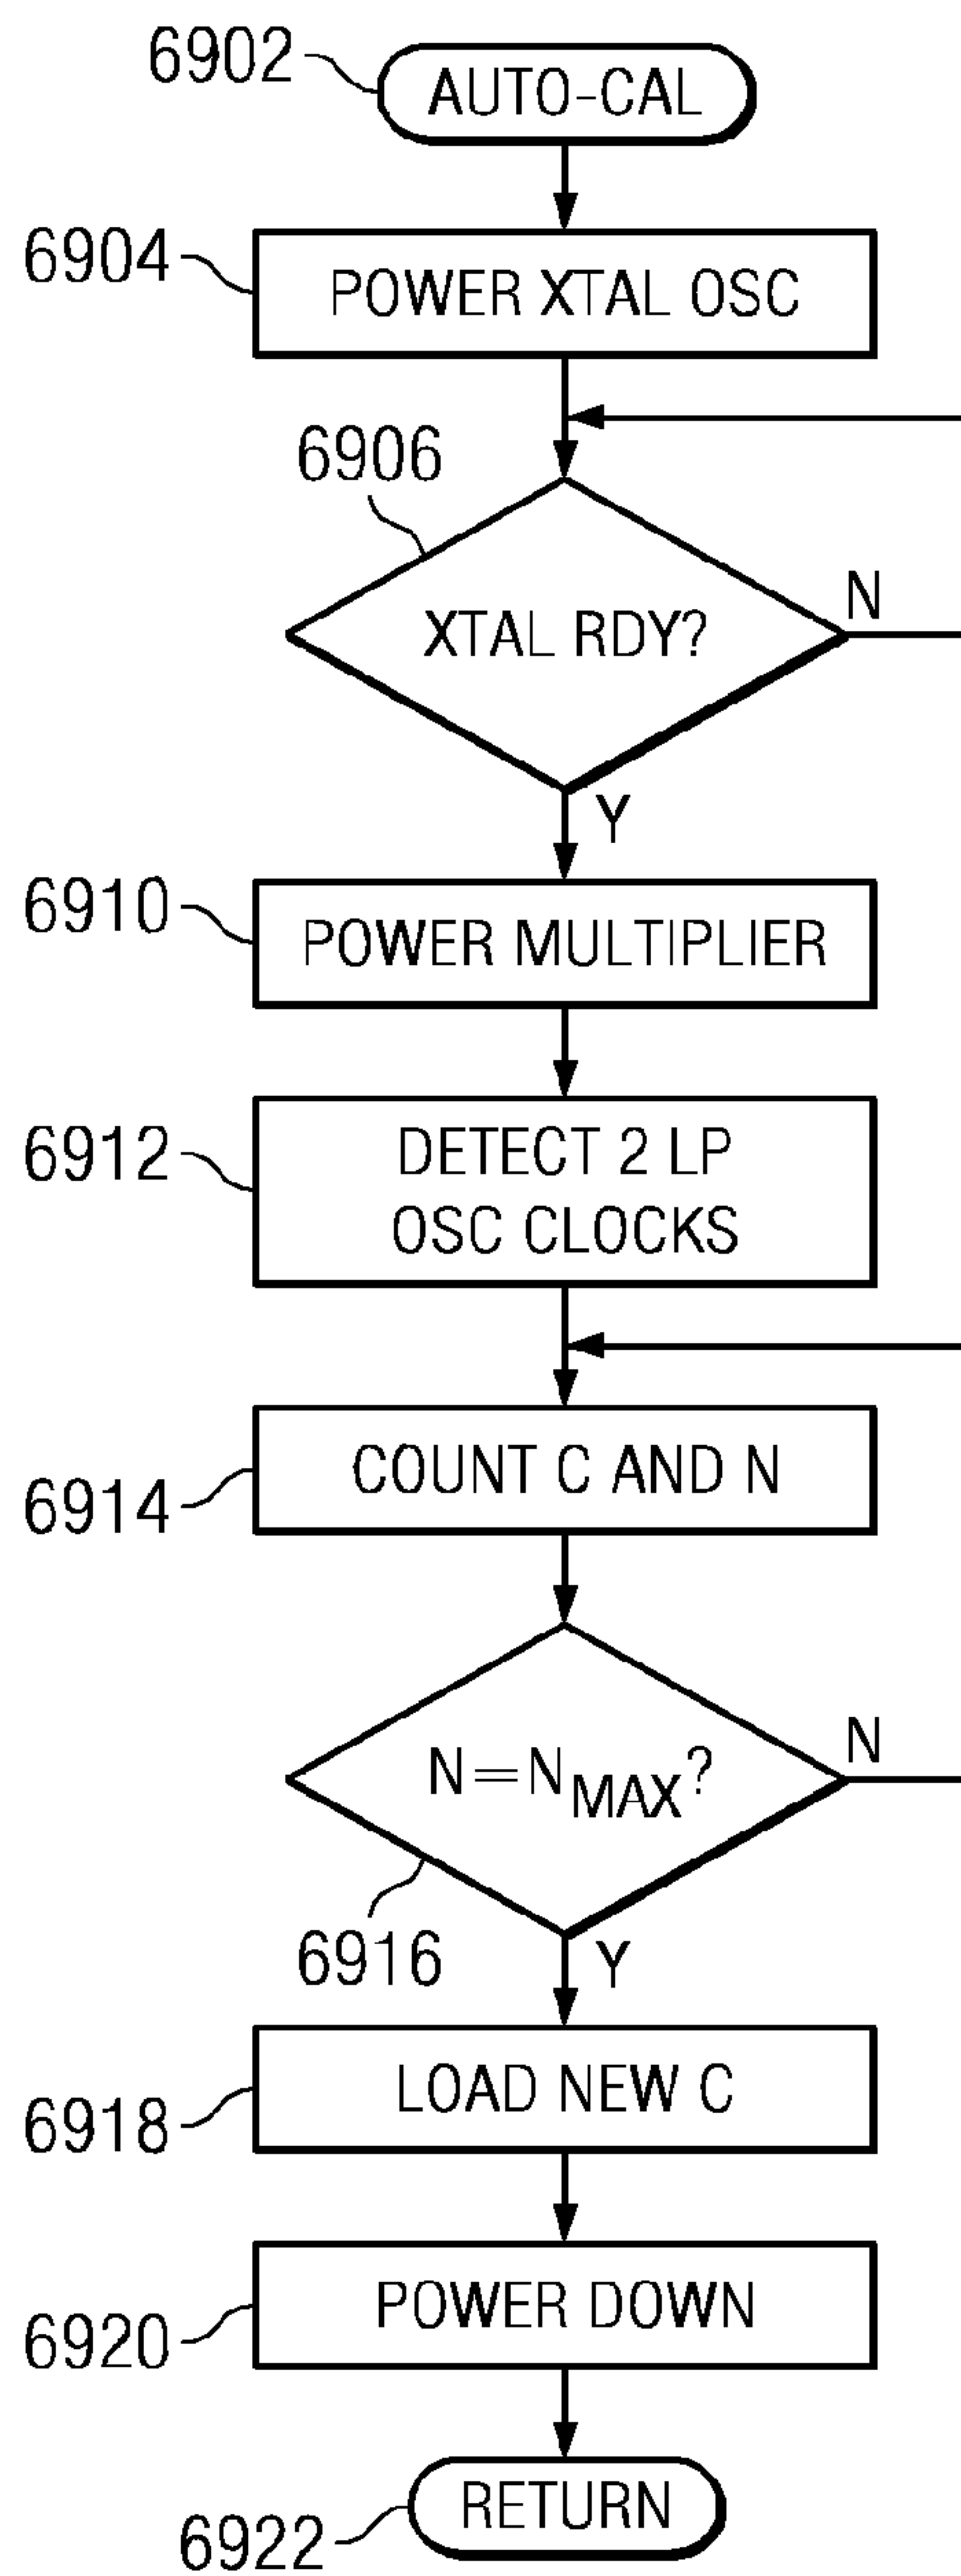 6902
AUTO-CAL
6904
POWER XTAL OSC
6906
XTAL RDY?
N
Y
6910
POWER MULTIPLIER
6912
DETECT 2 LP
OSC CLOCKS
6914
COUNT C AND N
N=N MAX?
N
6916
Y
LOAD NEW C
6918
POWER DOWN
6920
RETURN
6922